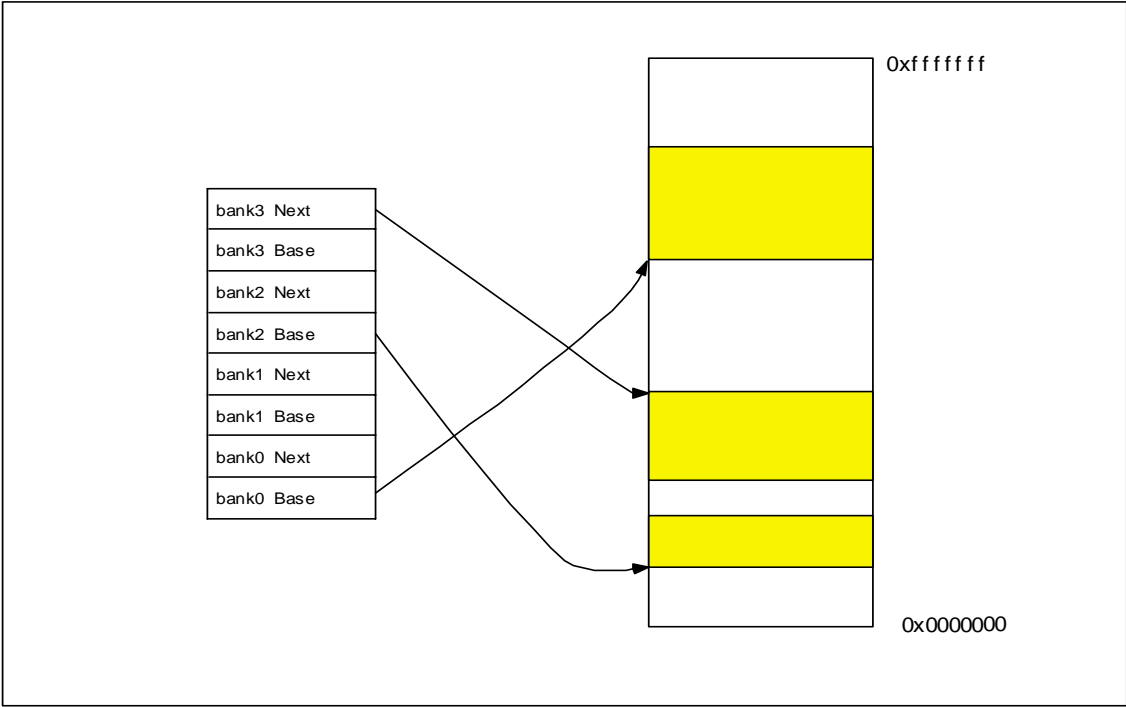 0xfffffff
bank3 Next
bank3 Base
bank2 Next
bank2 Base
bank1 Next
bank1 Base
bank0 Next
bank0 Base
0x0000000